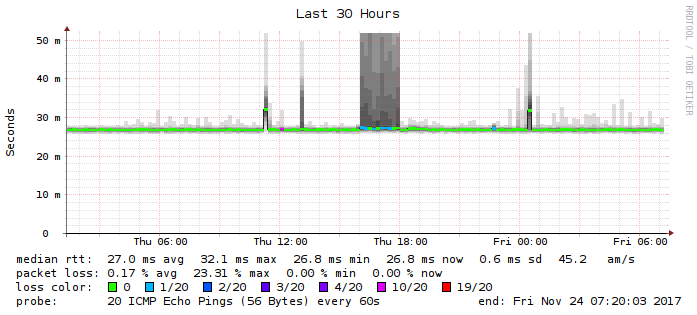 Last 30 Hours
RRDTOOL / TOBI OETIKER
Seconds
50 m
40 m
30 m
20 m
10 m
0
Thu 06:00 Thu 12:00 Thu 18:00 Fri 00:00 Fri 06:00
median rtt: 27.0 ms avg 32.1 ms max 26.8 ms min 26.8 ms now 0.6 ms sd 45.2 am/s
packet loss: 0.17 % avg 23.31 % max 0.00 % min 0.00 % now
loss color: 0 1/20 2/20 3/20 4/20 10/20 19/20
probe: 20 ICMP Echo Pings (56 Bytes) every 60s end: Fri Nov 24 07:20:03 2017